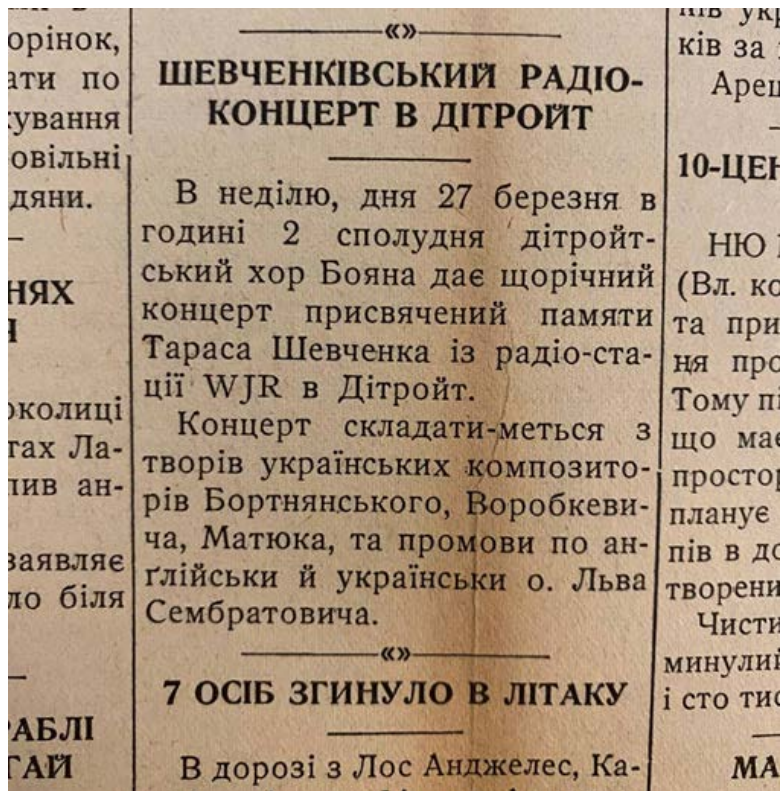 орінок,
ати по
кування
овільні
дяни.
НЯХ
околиці
тах Ла-
пив ан-
заявляє
ло біля
РАБЛІ
ГАЙ
«»
ШЕВЧЕНКІВСЬКИЙ РАДІО-
КОНЦЕРТ В ДІТРОЙТ
В неділю, дня 27 березня в
годині 2 сполудня дітройт-
ський хор Бояна дає щорічний
концерт присвячений памяти
Тараса Шевченка із радіо-ста-
ції WJR в Дітройт.
Концерт складати-меться з
творів українських композито-
рів Бортнянського, Воробкеви-
ча, Матюка, та промови по ан-
ґлійськи й українськи о. Льва
Сембратовича.
«»
7 ОСІБ ЗГИНУЛО В ЛІТАКУ
В дорозі з Лос Анджелес, Ка-
ків за
Ареш
10-ЦЕН
НЮ
(Вл. ко
та при
ня про
Тому пі
що має
простор
планує
пів в до
творени
Чисти
минулий
і сто тис
МА